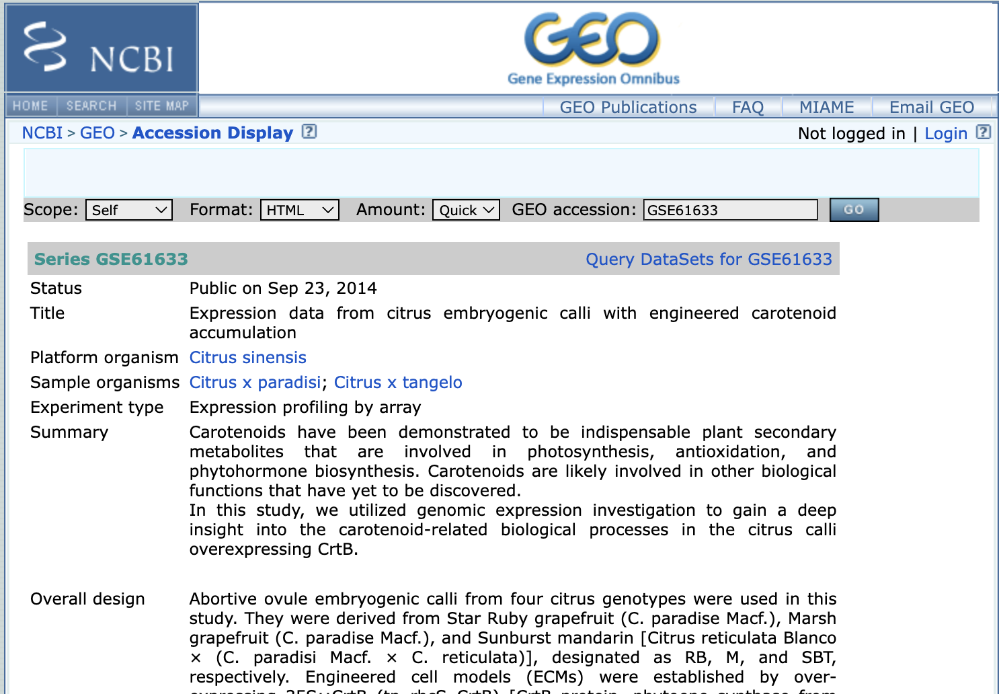 NCBI
GEO
Gene Expression Omnibus
HOME SEARCH SITE MAP
GEO Publications FAQ MIAME Email GEO
NCBI > GEO > Accession Display ?
Not logged in | Login ?
Scope: Self Format: HTML Amount: Quick GEO accession: GSE61633 GO
Series GSE61633 Query DataSets for GSE61633
Status Public on Sep 23, 2014
Title Expression data from citrus embryogenic calli with engineered carotenoid
accumulation
Platform organism Citrus sinensis
Sample organisms Citrus x paradisi; Citrus x tangelo
Experiment type Expression profiling by array
Summary Carotenoids have been demonstrated to be indispensable plant secondary
metabolites that are involved in photosynthesis, antioxidation, and
phytohormone biosynthesis. Carotenoids are likely involved in other biological
functions that have yet to be discovered.
In this study, we utilized genomic expression investigation to gain a deep
insight into the carotenoid-related biological processes in the citrus calli
overexpressing CrtB.
Overall design Abortive ovule embryogenic calli from four citrus genotypes were used in this
study. They were derived from Star Ruby grapefruit (C. paradise Macf.), Marsh
grapefruit (C. paradise Macf.), and Sunburst mandarin [Citrus reticulata Blanco
× (C. paradisi Macf. × C. reticulata)], designated as RB, M, and SBT,
respectively. Engineered cell models (ECMs) were established by over-